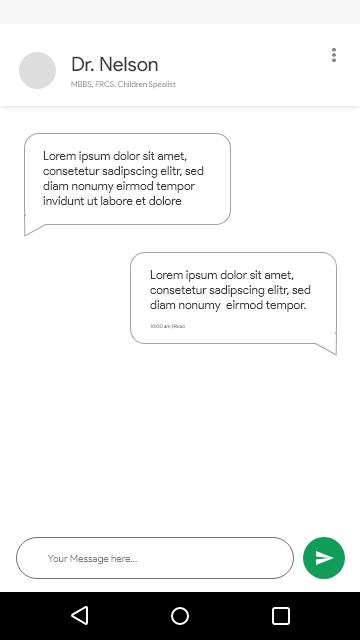 Dr. Nelson
MBBS, FRCS, Children Spealist
Lorem ipsum dolor sit amet,
consetetur sadipscing elitr, sed
diam nonumy eirmod tempor
invidunt ut labore et dolore
Lorem ipsum dolor sit amet,
consetetur sadipscing elitr, sed
diam nonumy eirmod tempor.
10:00 am | Read
Your Message here...